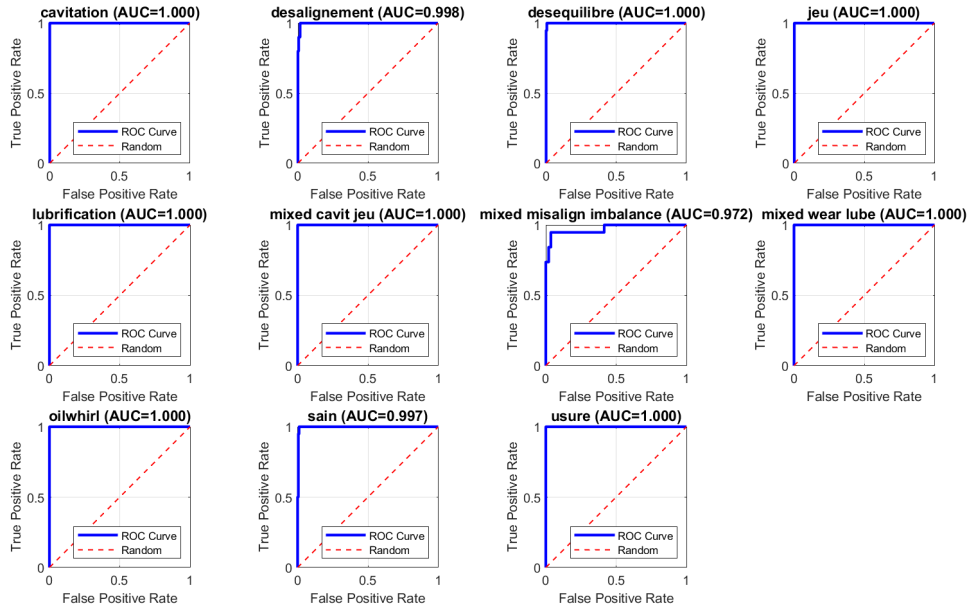 cavitation (AUC=1.000)
True Positive Rate
1
0.5
0
ROC Curve
Random
0 0.5 1
False Positive Rate
desalignement (AUC=0.998)
True Positive Rate
1
0.5
0
ROC Curve
Random
0 0.5 1
False Positive Rate
desequilibre (AUC=1.000)
True Positive Rate
1
0.5
0
ROC Curve
Random
0 0.5 1
False Positive Rate
jeu (AUC=1.000)
True Positive Rate
1
0.5
0
ROC Curve
Random
0 0.5 1
False Positive Rate
lubrification (AUC=1.000)
True Positive Rate
1
0.5
0
ROC Curve
Random
0 0.5 1
False Positive Rate
mixed cavit jeu (AUC=1.000)
True Positive Rate
1
0.5
0
ROC Curve
Random
0 0.5 1
False Positive Rate
mixed misalign imbalance (AUC=0.972)
True Positive Rate
1
0.5
0
ROC Curve
Random
0 0.5 1
False Positive Rate
mixed wear lube (AUC=1.000)
True Positive Rate
1
0.5
0
ROC Curve
Random
0 0.5 1
False Positive Rate
oilwhirl (AUC=1.000)
True Positive Rate
1
0.5
0
ROC Curve
Random
0 0.5 1
False Positive Rate
sain (AUC=0.997)
True Positive Rate
1
0.5
0
ROC Curve
Random
0 0.5 1
False Positive Rate
usure (AUC=1.000)
True Positive Rate
1
0.5
0
ROC Curve
Random
0 0.5 1
False Positive Rate